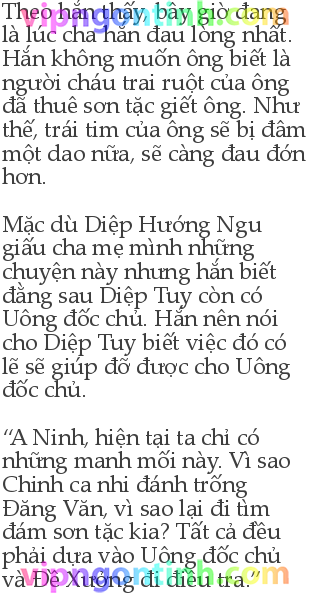 Theo hắn thấy, bây giờ đang
là lúc cha hắn đau lòng nhất.
Hắn không muốn ông biết là
người cháu trai ruột của ông
đã thuê sơn tặc giết ông. Như
thế, trái tim của ông sẽ bị đâm
một dao nữa, sẽ càng đau đớn
hơn.
Mặc dù Diệp Hướng Ngu
giấu cha mẹ mình những
chuyện này nhưng hắn biết
đằng sau Diệp Tuy còn có
Uông đốc chủ. Hắn nên nói
cho Diệp Tuy biết việc đó có
lẽ sẽ giúp đỡ được cho Uông
đốc chủ.
“A Ninh, hiện tại ta chỉ có
những manh mối này. Vì sao
Chinh ca nhi đánh trống
Đăng Văn, vì sao lại đi tìm
đám sơn tặc kia? Tất cả đều
phải dựa vào Uông đốc chủ
và Đề Xưởng đi điều tra.”
vipngontinh.com
vipngontinh.com